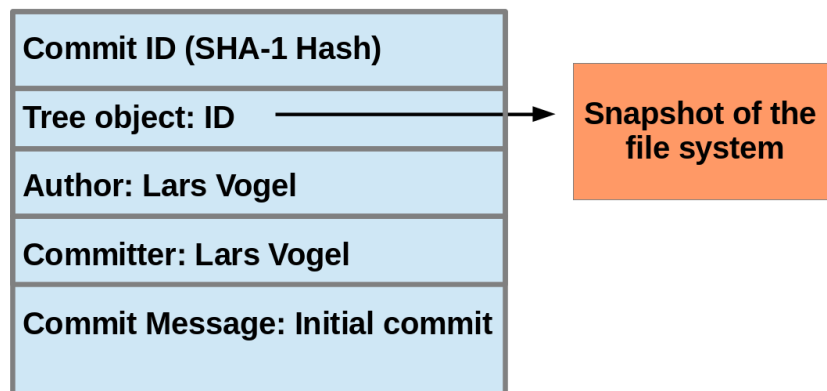 Commit ID (SHA-1 Hash)
Tree object: ID
Snapshot of the
file system
Author: Lars Vogel
Committer: Lars Vogel
Commit Message: Initial commit